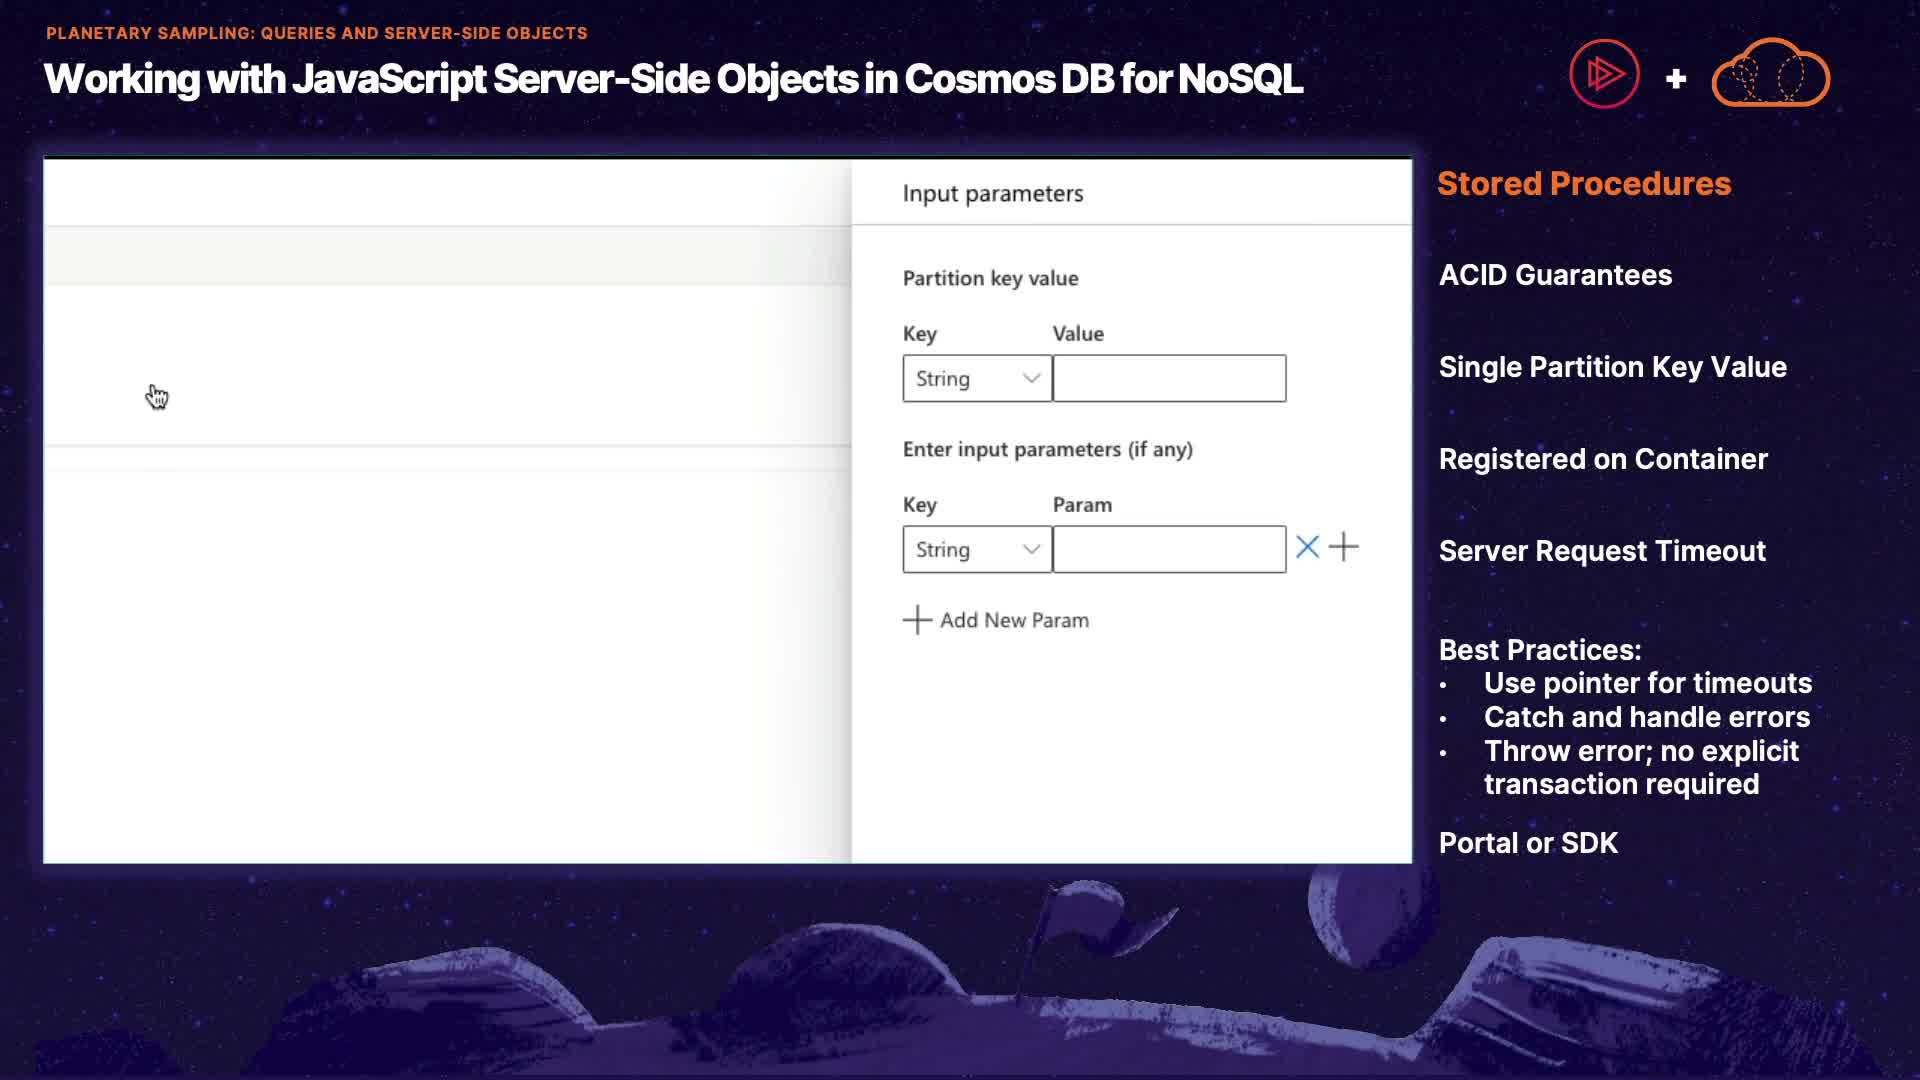 PLANETARY SAMPLING: QUERIES AND SERVER-SIDE OBJECTS
Working with JavaScript Server-Side Objects in Cosmos DB for NoSQL
+
Input parameters
Partition key value
Key Value
String
Enter input parameters (if any)
Key Param
String
Add New Param
Stored Procedures
ACID Guarantees
Single Partition Key Value
Registered on Container
Server Request Timeout
Best Practices:
• Use pointer for timeouts
• Catch and handle errors
• Throw error; no explicit
transaction required
Portal or SDK